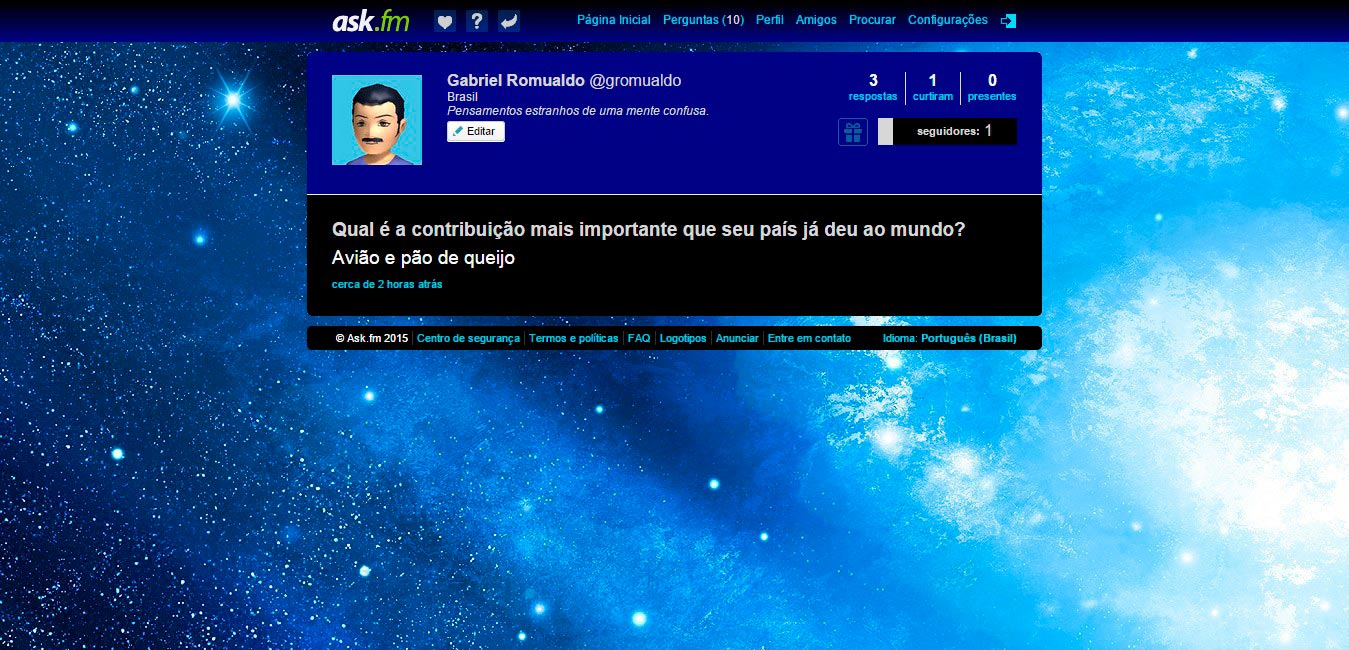 ask.fm Página Inicial Perguntas (10) Perfil Amigos Procurar Configurações
Gabriel Romualdo @gromualdo
Brasil
Pensamentos estranhos de uma mente confusa.
Editar
3 1 0
respostas curtiram presentes
seguidores: 1
Qual é a contribuição mais importante que seu país já deu ao mundo?
Avião e pão de queijo
cerca de 2 horas atrás
© Ask.fm 2015 Centro de segurança Termos e políticas FAQ Logotipos Anunciar Entre em contato Idioma: Português (Brasil)